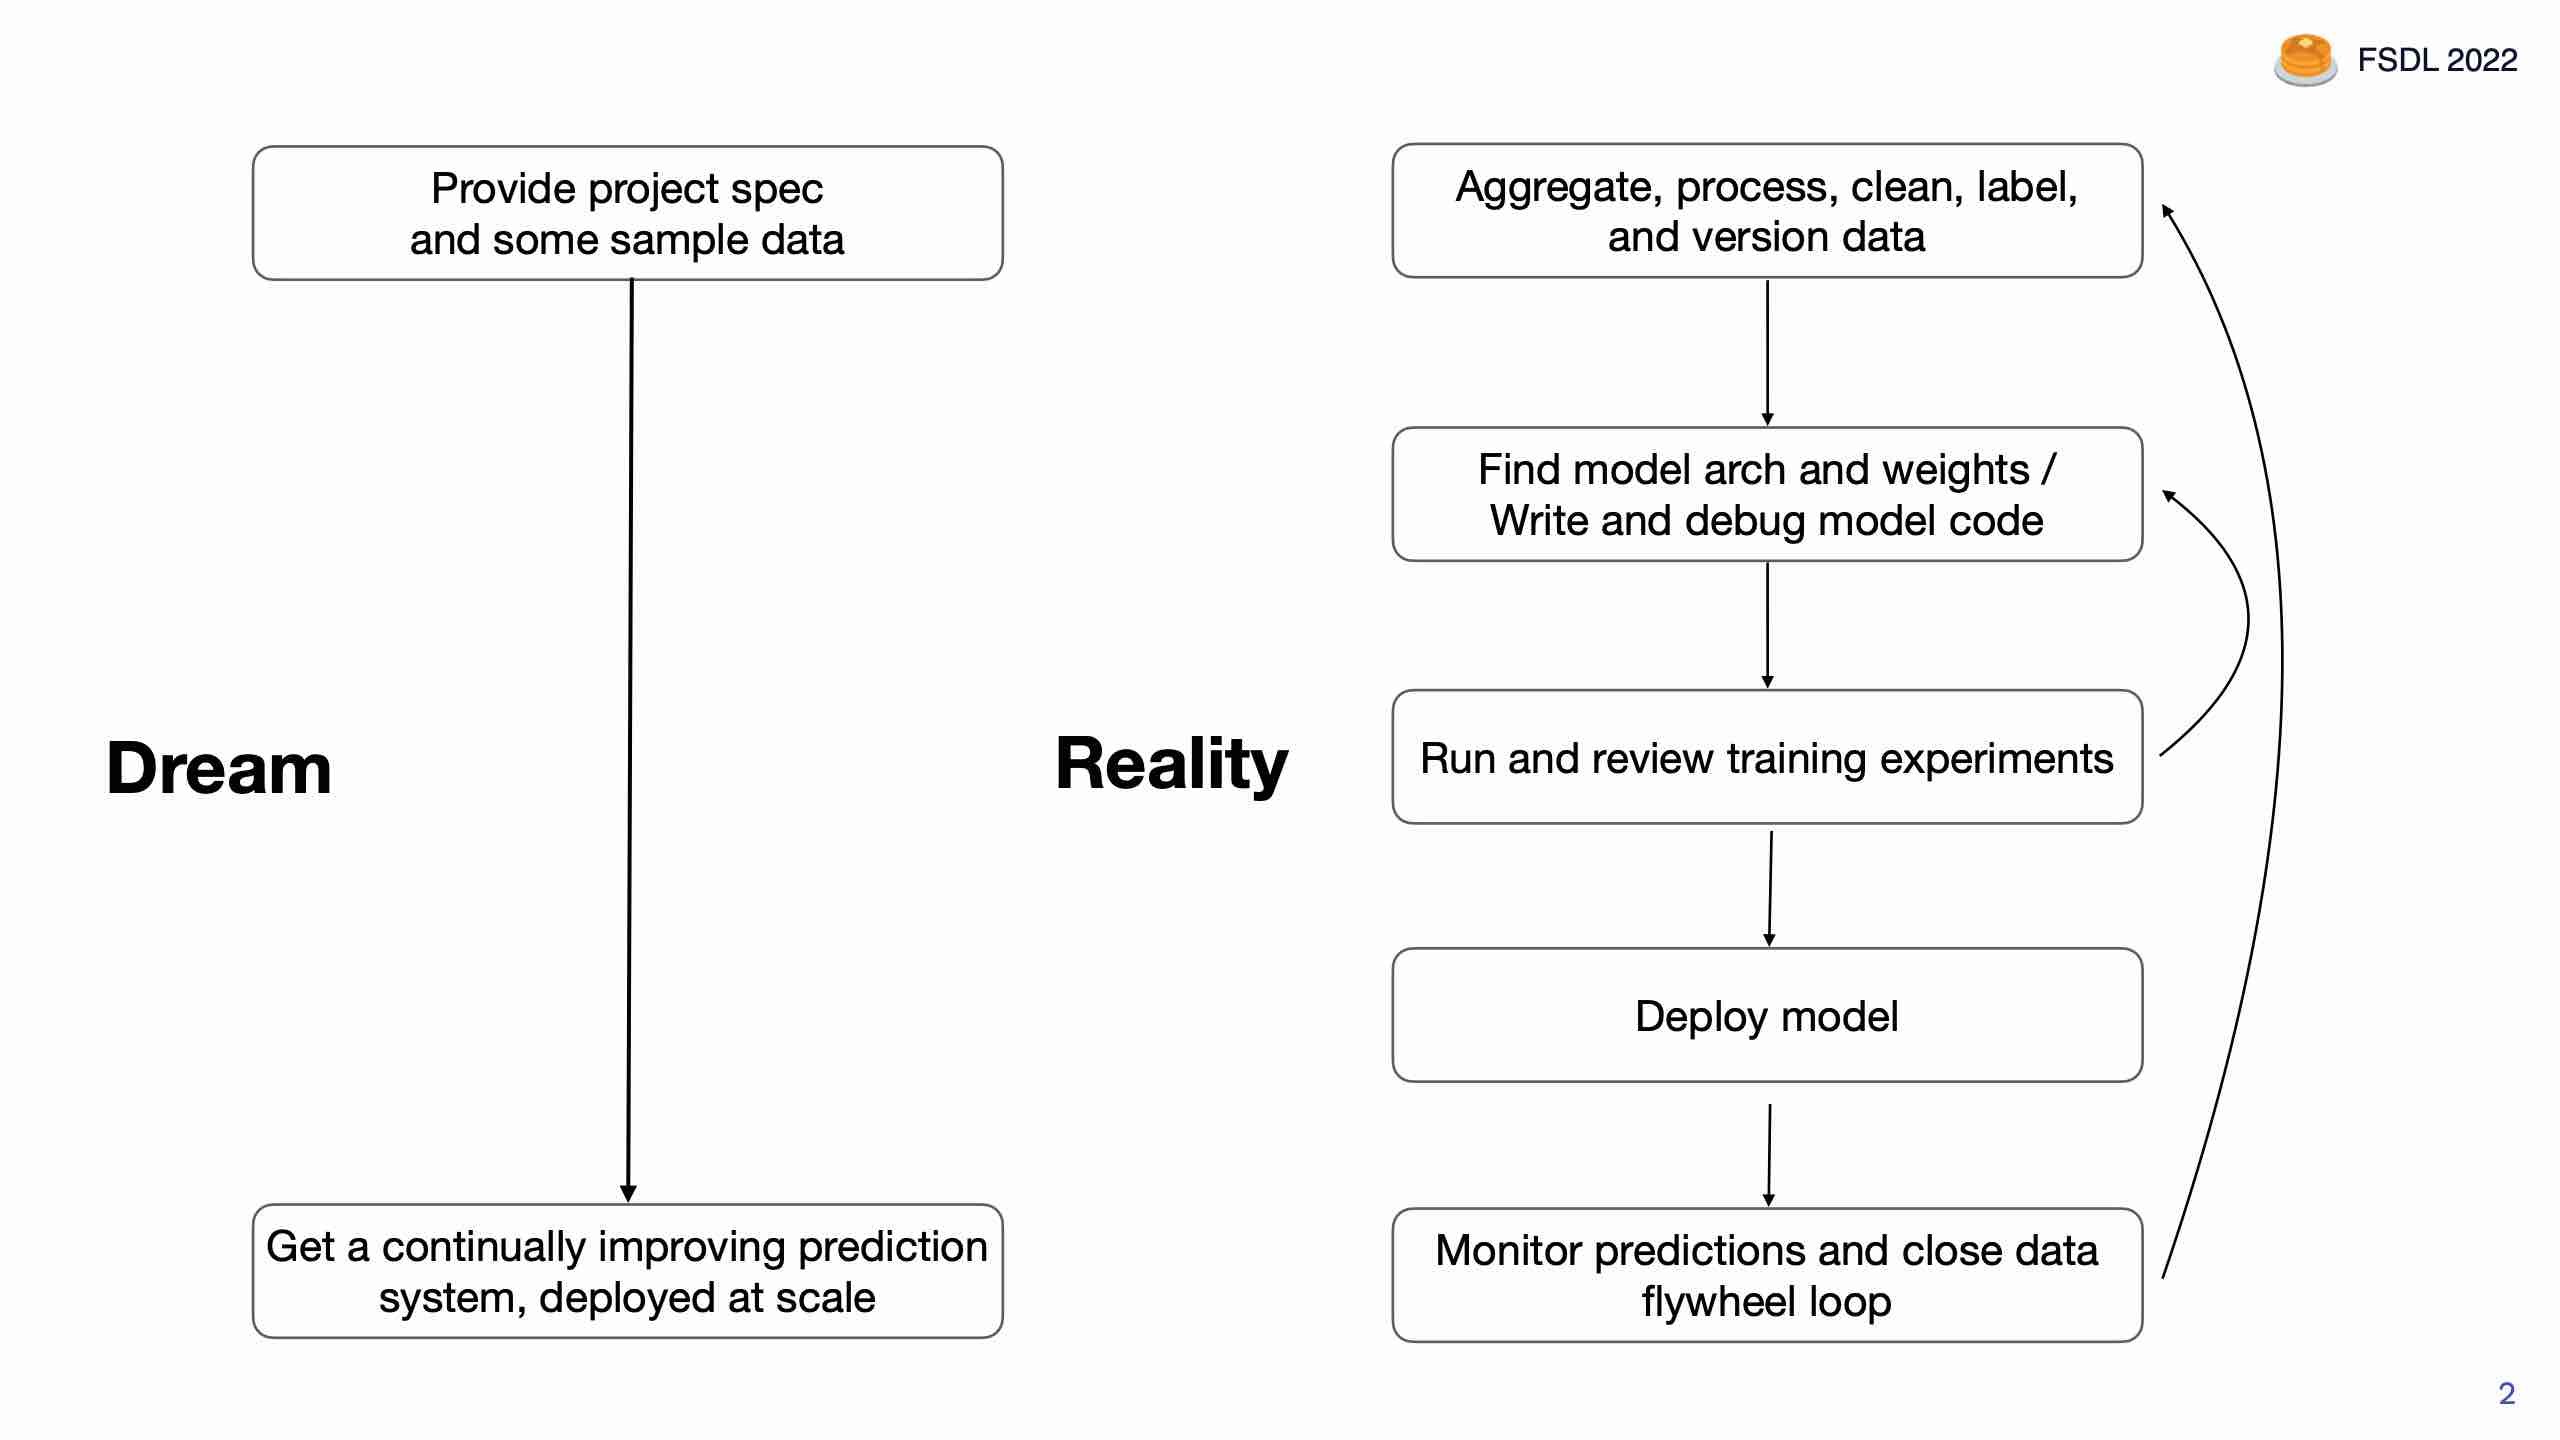 FSDL 2022
Dream
Provide project spec
and some sample data
Get a continually improving prediction
system, deployed at scale
Reality
Aggregate, process, clean, label,
and version data
Find model arch and weights /
Write and debug model code
Run and review training experiments
Deploy model
Monitor predictions and close data
flywheel loop
2